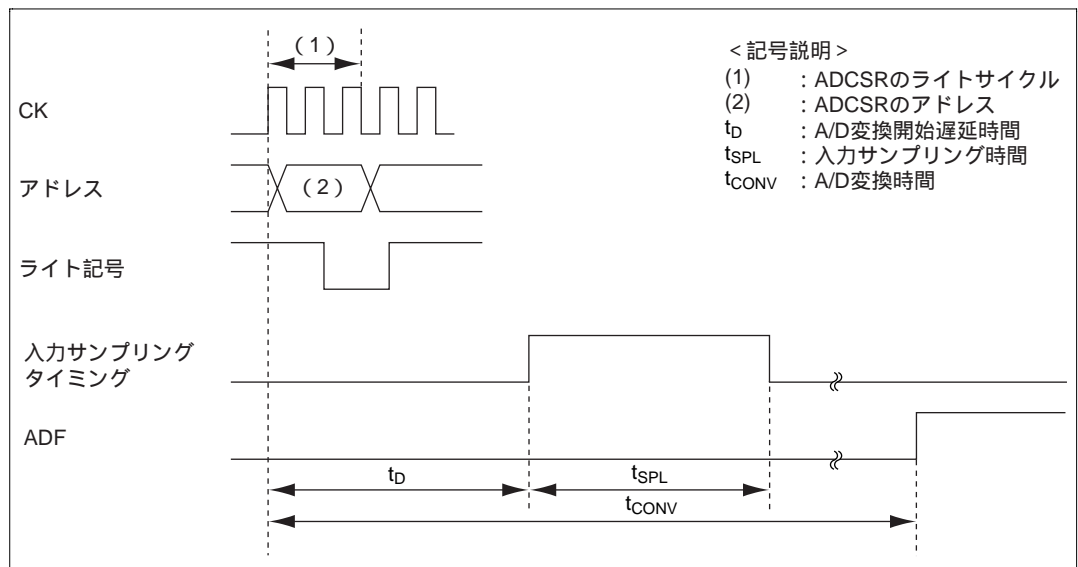 (1)
CK
アドレス
(2)
ライト記号
入力サンプリング
タイミング
ADF
tD
tSPL
tCONV
<記号説明>
(1) :ADCSRのライトサイクル
(2) :ADCSRのアドレス
tD :A/D変換開始遅延時間
tSPL :入力サンプリング時間
tCONV :A/D変換時間